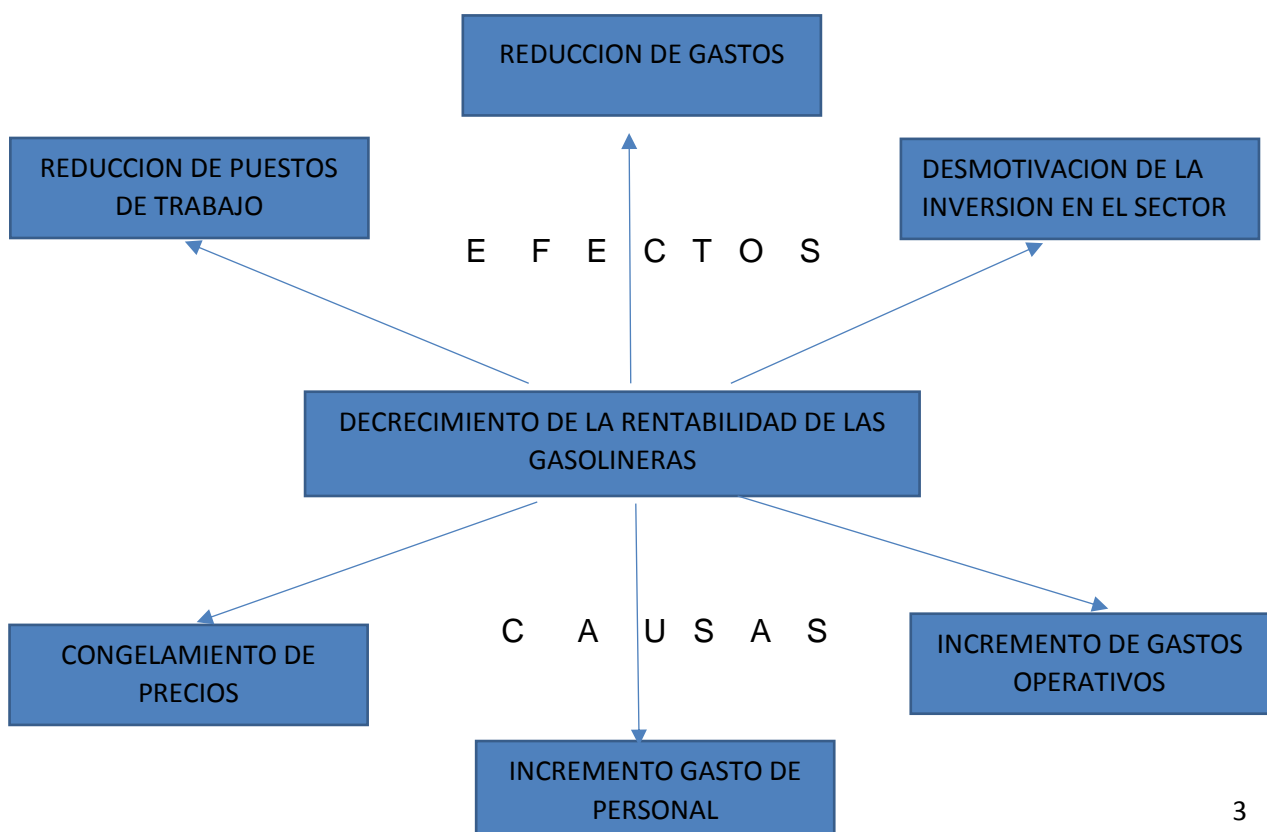 REDUCCION DE GASTOS
REDUCCION DE PUESTOS
DE TRABAJO
DESMOTIVACION DE LA
INVERSION EN EL SECTOR
E F E C T O S
DECRECIMIENTO DE LA RENTABILIDAD DE LAS
GASOLINERAS
C A U S A S
CONGELAMIENTO DE
PRECIOS
INCREMENTO DE GASTOS
OPERATIVOS
INCREMENTO GASTO DE
PERSONAL
3